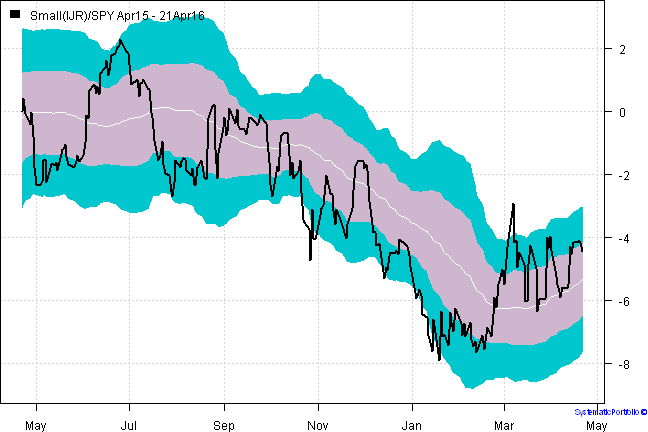 Small(IJR)/SPY Apr15 - 21Apr16
2
0
-2
-4
-6
-8
SystematicPortfolio ©
May Jul Sep Nov Jan Mar May